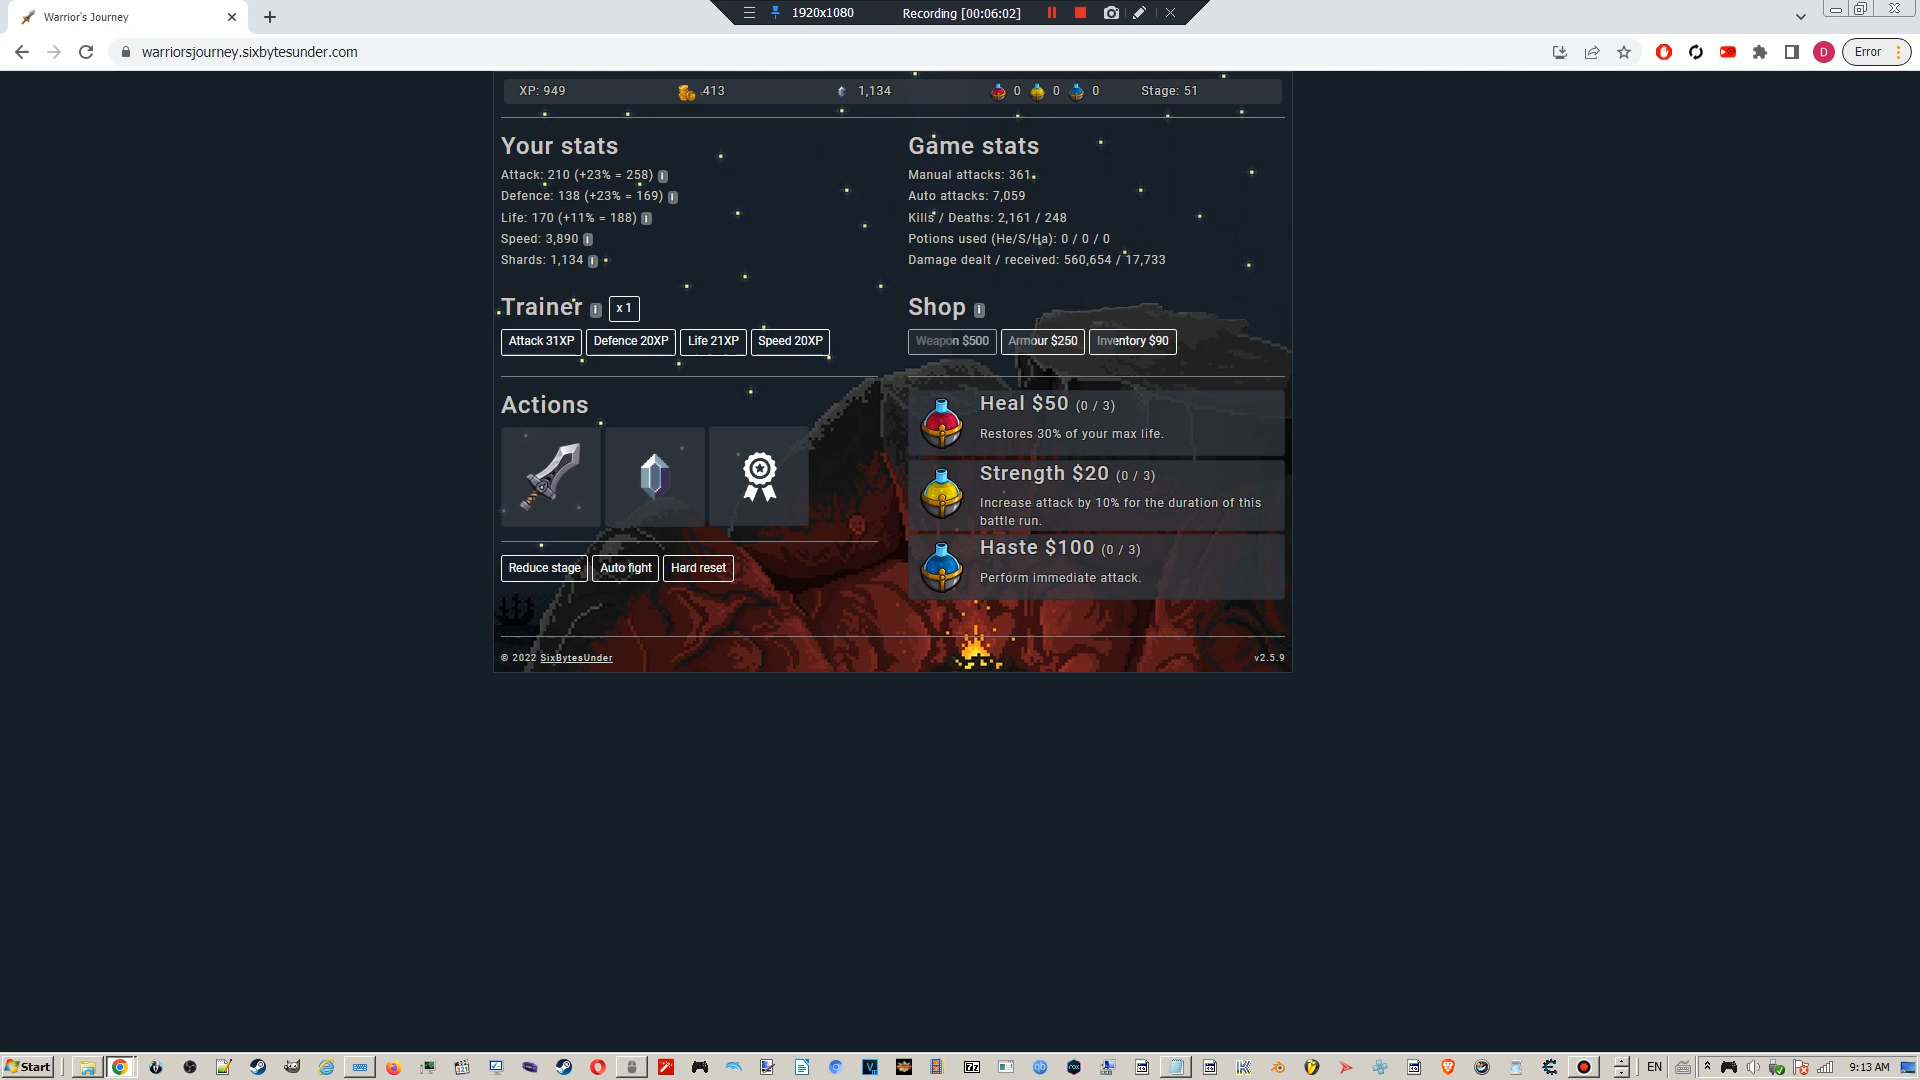 Warrior's Journey
1920x1080
Recording [00:06:02]
warriorsjourney.sixbytesunder.com
D
Error
XP: 949
413
1,134
0
0
0
Stage: 51
Your stats
Attack: 210 (+23% = 258) i
Defence: 138 (+23% = 169) i
Life: 170 (+11% = 188) i
Speed: 3,890 i
Shards: 1,134 i
Game stats
Manual attacks: 361
Auto attacks: 7,059
Kills / Deaths: 2,161 / 248
Potions used (He/S/Ha): 0 / 0 / 0
Damage dealt / received: 560,654 / 17,733
Trainer i x 1
Attack 31XP Defence 20XP Life 21XP Speed 20XP
Shop i
Weapon $500 Armour $250 Inventory $90
Actions
Reduce stage Auto fight Hard reset
Heal $50 (0 / 3)
Restores 30% of your max life.
Strength $20 (0 / 3)
Increase attack by 10% for the duration of this
battle run.
Haste $100 (0 / 3)
Perform immediate attack.
© 2022 SixBytesUnder
v2.5.9
Start
EN
9:13 AM